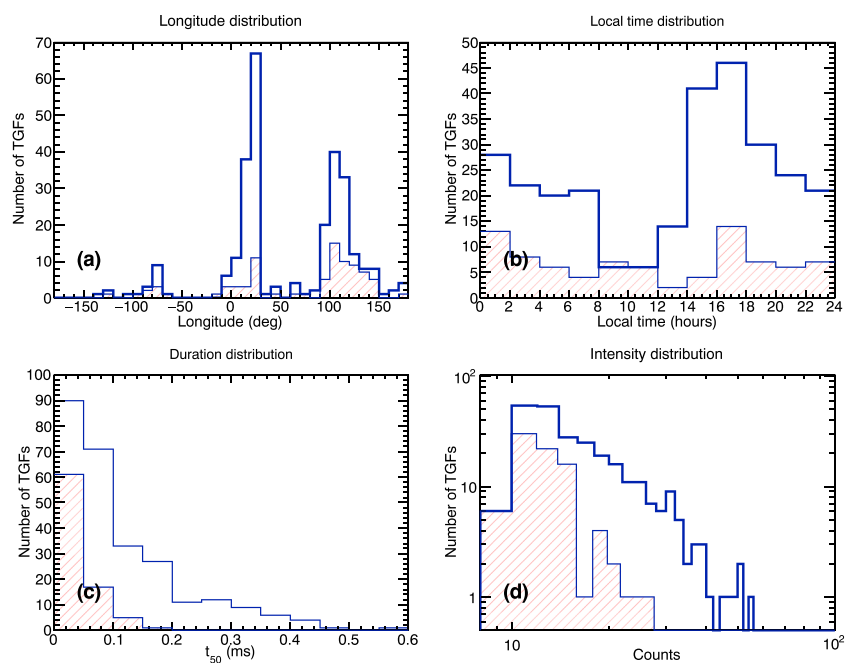 Longitude distribution
Number of TGFs
70
60
50
40
30
20
10
0
(a)
−150 −100 −50 0 50 100 150
Longitude (deg)
Local time distribution
Number of TGFs
50
45
40
35
30
25
20
15
10
5
0
(b)
0 2 4 6 8 10 12 14 16 18 20 22 24
Local time (hours)
Duration distribution
Number of TGFs
100
90
80
70
60
50
40
30
20
10
0
(c)
0 0.1 0.2 0.3 0.4 0.5 0.6
t50 (ms)
Intensity distribution
Number of TGFs
10²
10
1
(d)
10 10²
Counts